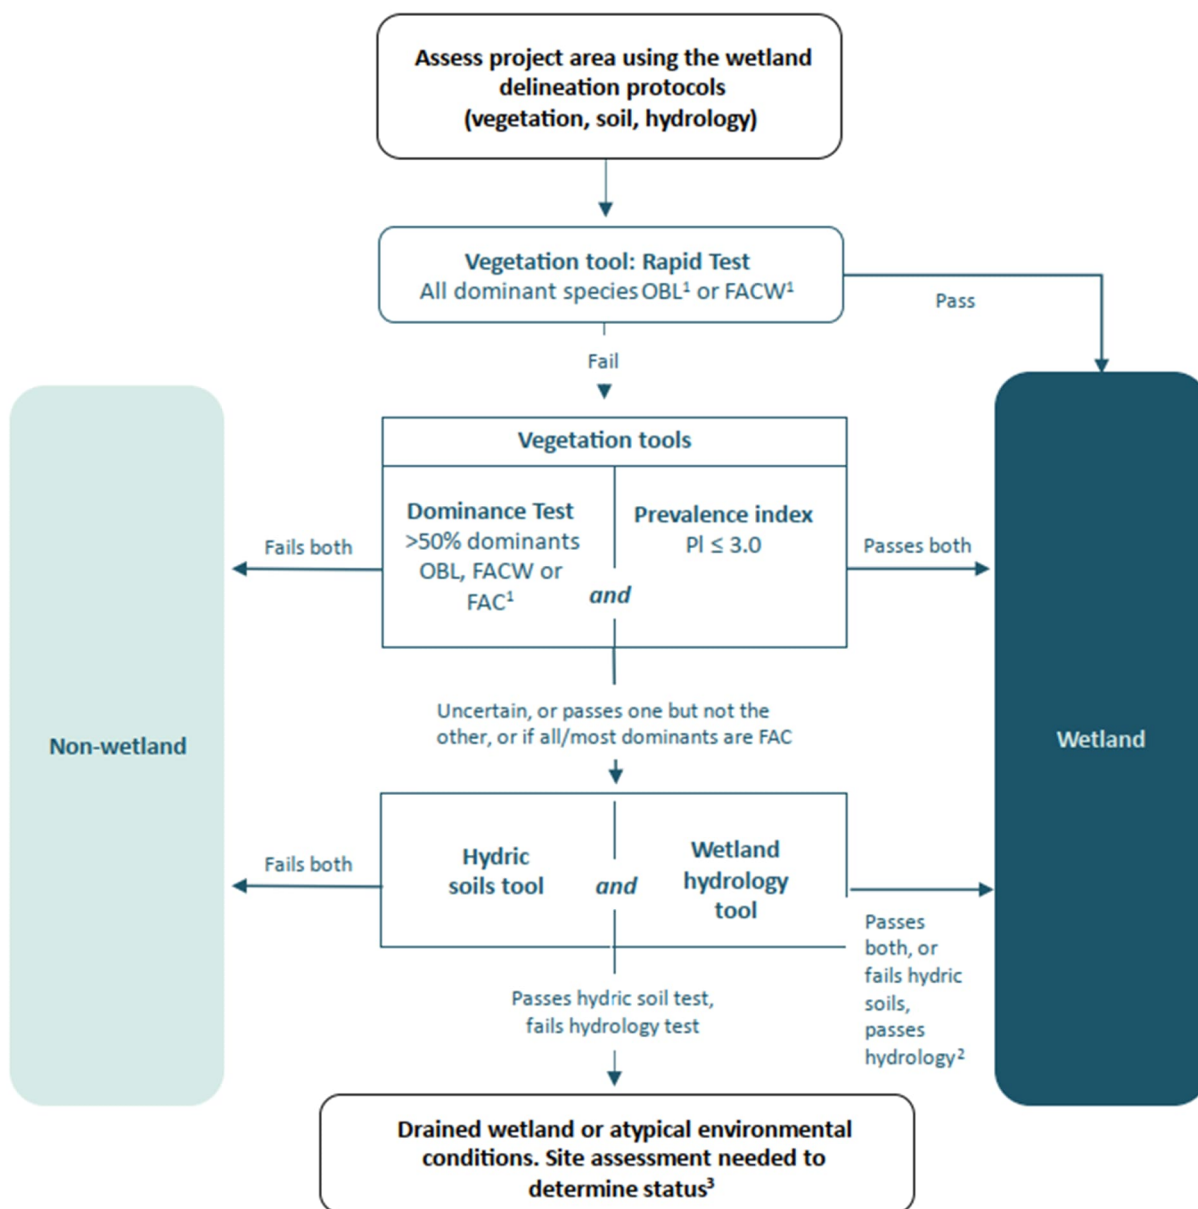 Assess project area using the wetland
delineation protocols
(vegetation, soil, hydrology)
Vegetation tool: Rapid Test
All dominant species OBL¹ or FACW¹
Pass
Fail
Vegetation tools
Dominance Test
>50% dominants
OBL, FACW or
FAC¹
and
Prevalence index
PI ≤ 3.0
Fails both
Passes both
Uncertain, or passes one but not the
other, or if all/most dominants are FAC
Non-wetland
Wetland
Hydric
soils tool
and
Wetland
hydrology
tool
Fails both
Passes
both, or
fails hydric
soils,
passes
hydrology²
Passes hydric soil test,
fails hydrology test
Drained wetland or atypical environmental
conditions. Site assessment needed to
determine status³